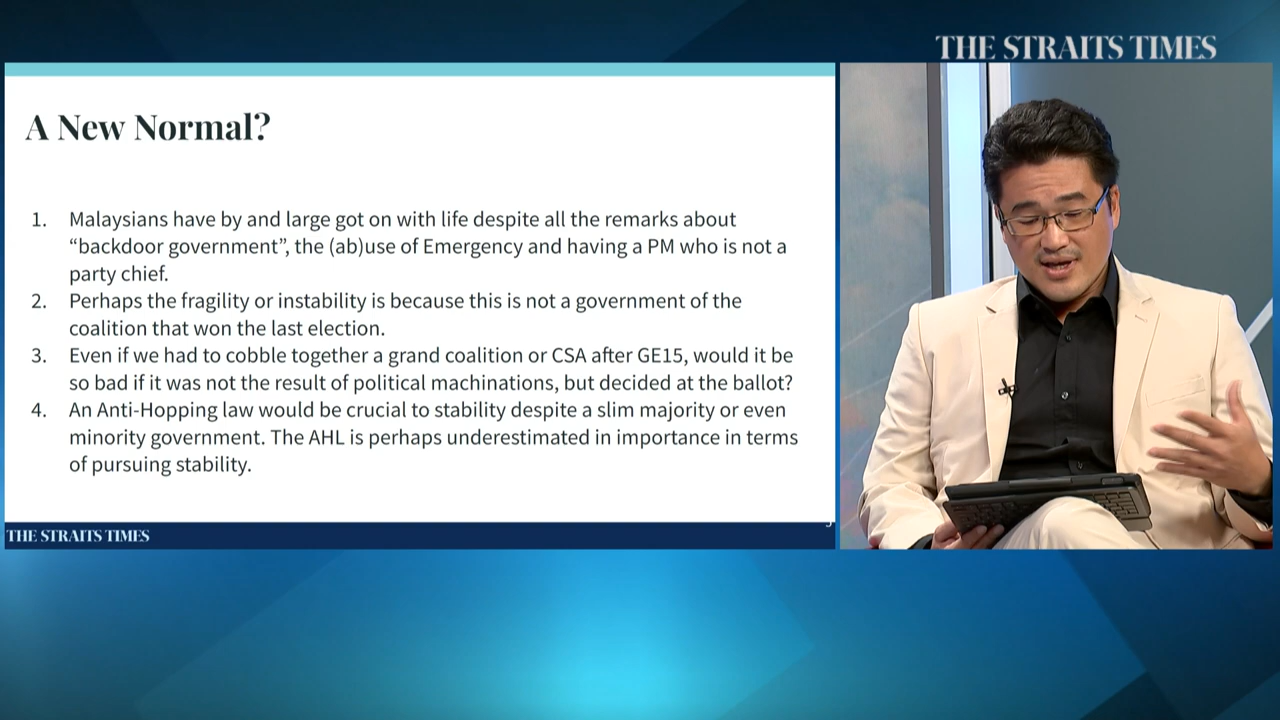 THE STRAITS TIMES
A New Normal?
1. Malaysians have by and large got on with life despite all the remarks about
“backdoor government”, the (ab)use of Emergency and having a PM who is not a
party chief.
2. Perhaps the fragility or instability is because this is not a government of the
coalition that won the last election.
3. Even if we had to cobble together a grand coalition or CSA after GE15, would it be
so bad if it was not the result of political machinations, but decided at the ballot?
4. An Anti-Hopping law would be crucial to stability despite a slim majority or even
minority government. The AHL is perhaps underestimated in importance in terms
of pursuing stability.
THE STRAITS TIMES